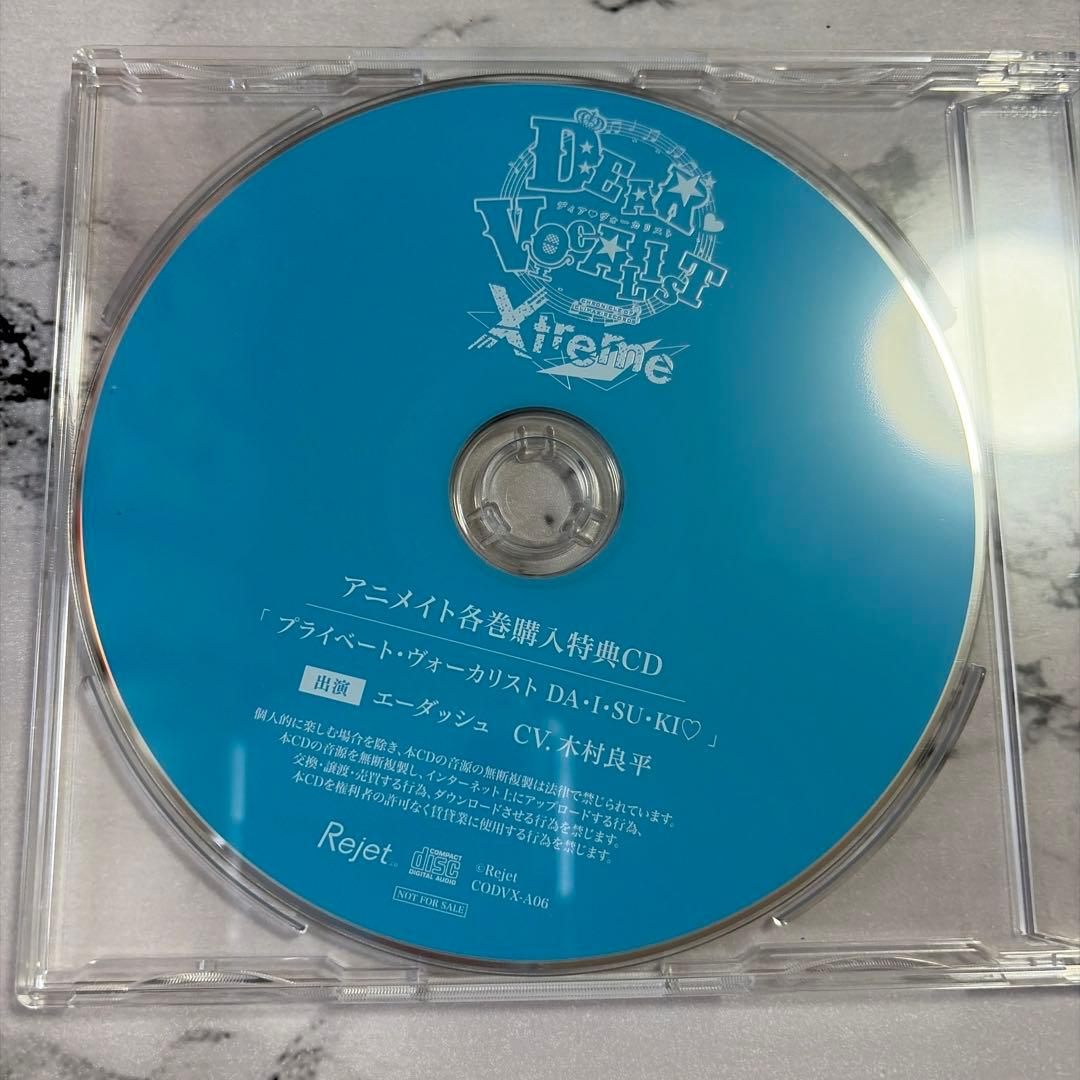 DEAR
ディア♡ヴォーカリスト
VOCALIST
CHRONICLE OF
CLIMAX RECORDS
Xtreme
アニメイト各巻購入特典CD
「プライベート・ヴォーカリスト DA・I・SU・KI♡」
出演 エーダッシュ CV. 木村良平
個人的に楽しむ場合を除き、本CDの音源の無断複製は法律で禁じられています。
本CDの音源を無断複製し、インターネット上にアップロードする行為、
交換・譲渡・売買する行為、ダウンロードさせる行為を禁じます。
本CDを権利者の許可なく賃貸業に使用する行為を禁じます。
Rejet
COMPACT
disc
DIGITAL AUDIO
©Rejet
CODVX-A06
NOT FOR SALE